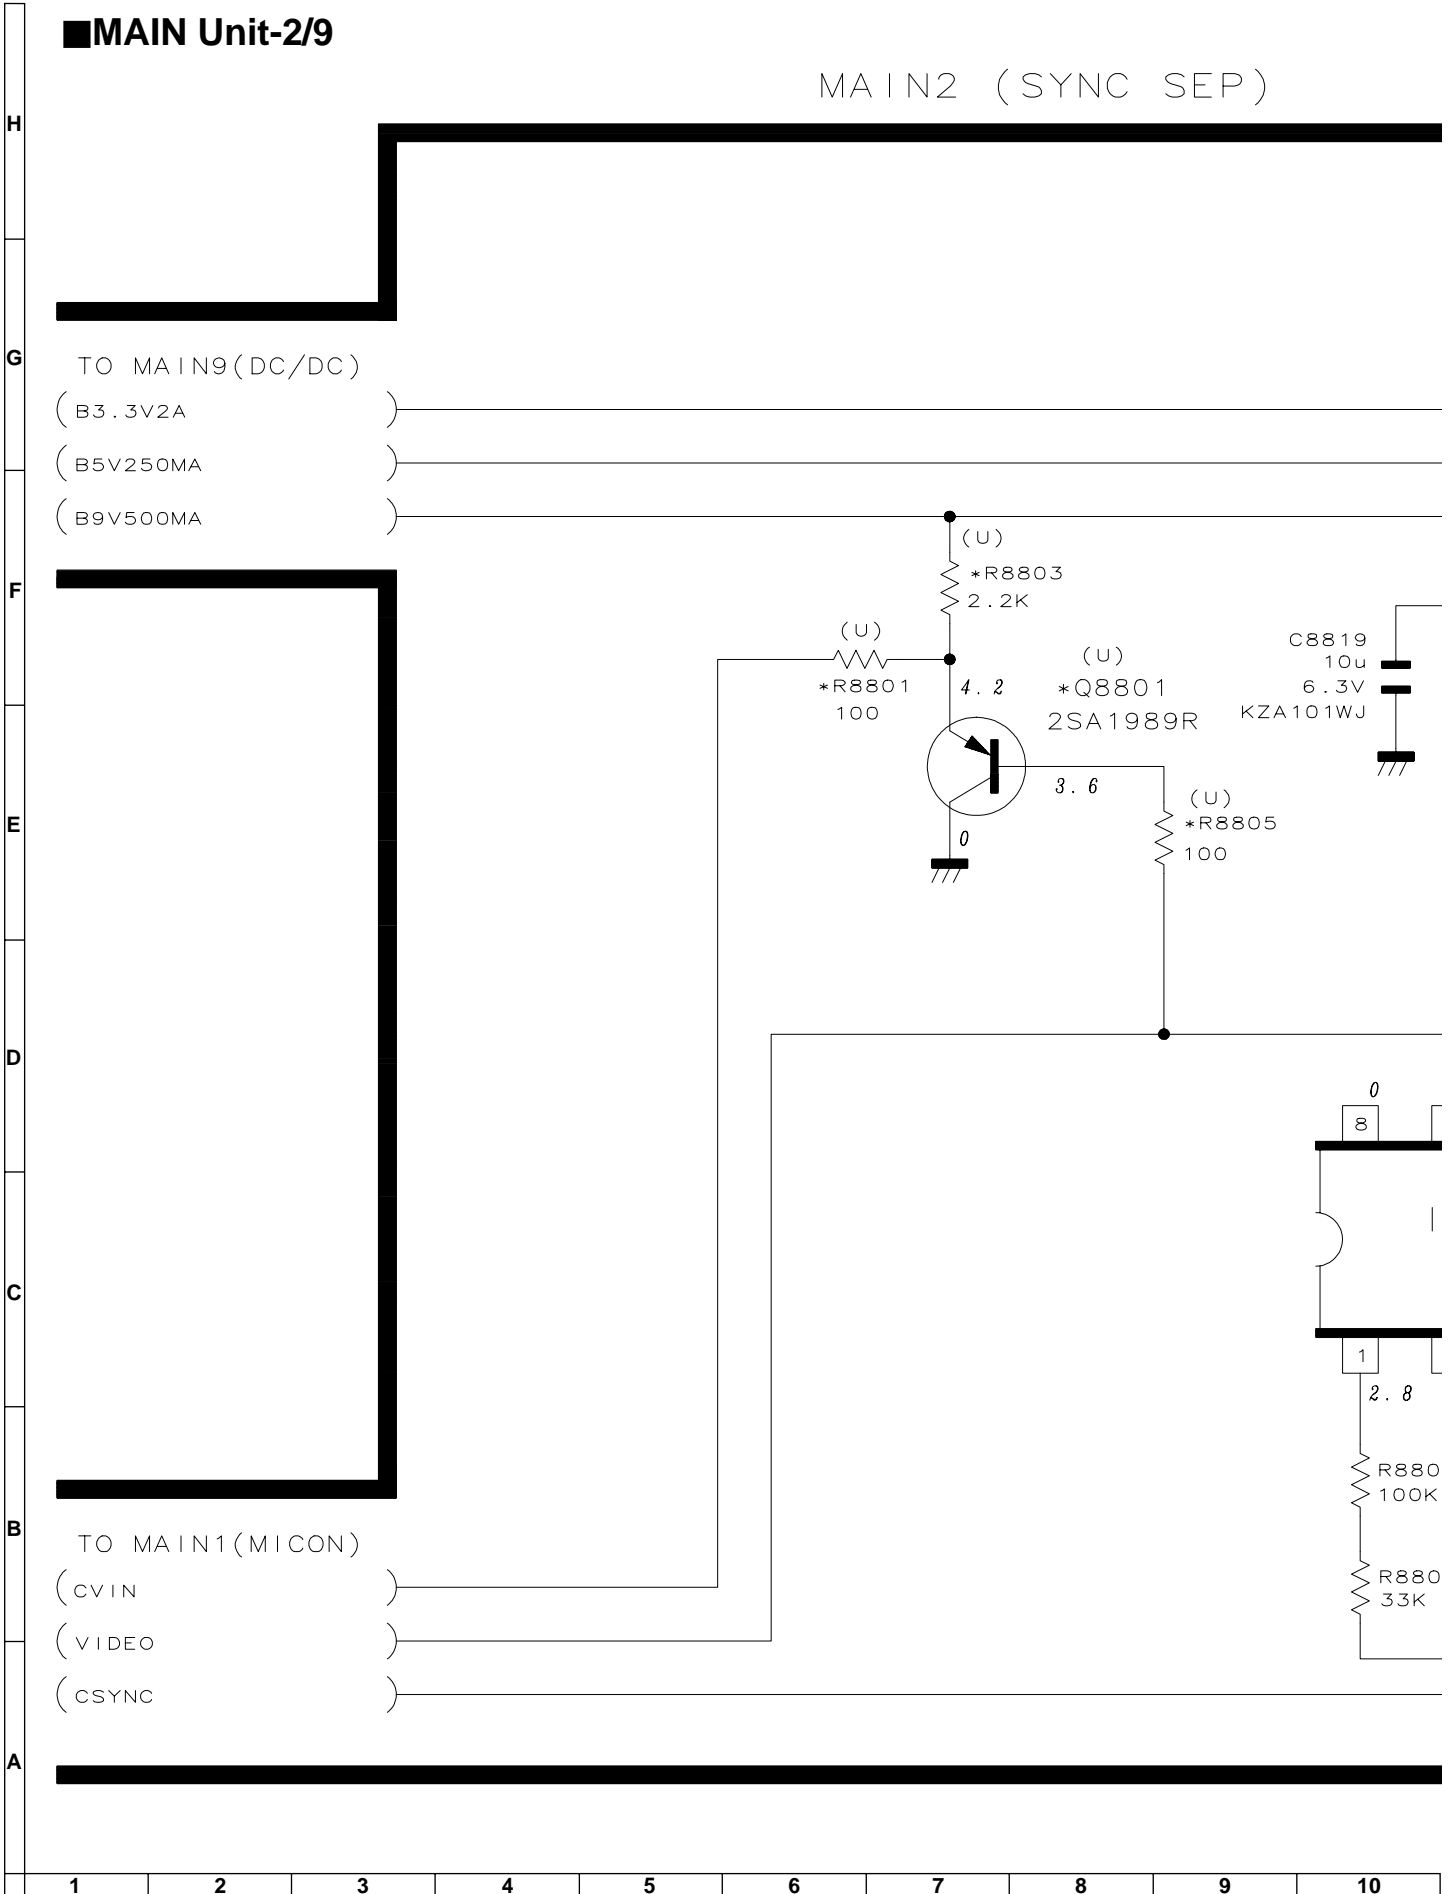 ■MAIN Unit-2/9
MAIN2 (SYNC SEP)
H
G
F
E
D
C
B
A
TO MAIN9(DC/DC)
B3.3V2A
B5V250MA
B9V500MA
(U)
*R8803
2.2K
(U)
*R8801
100
4.2
(U)
*Q8801
2SA1989R
3.6
0
(U)
*R8805
100
C8819
10u
6.3V
KZA101WJ
0
8
1
2.8
R880
100K
R880
33K
TO MAIN1(MICON)
CVIN
VIDEO
CSYNC
1 2 3 4 5 6 7 8 9 10